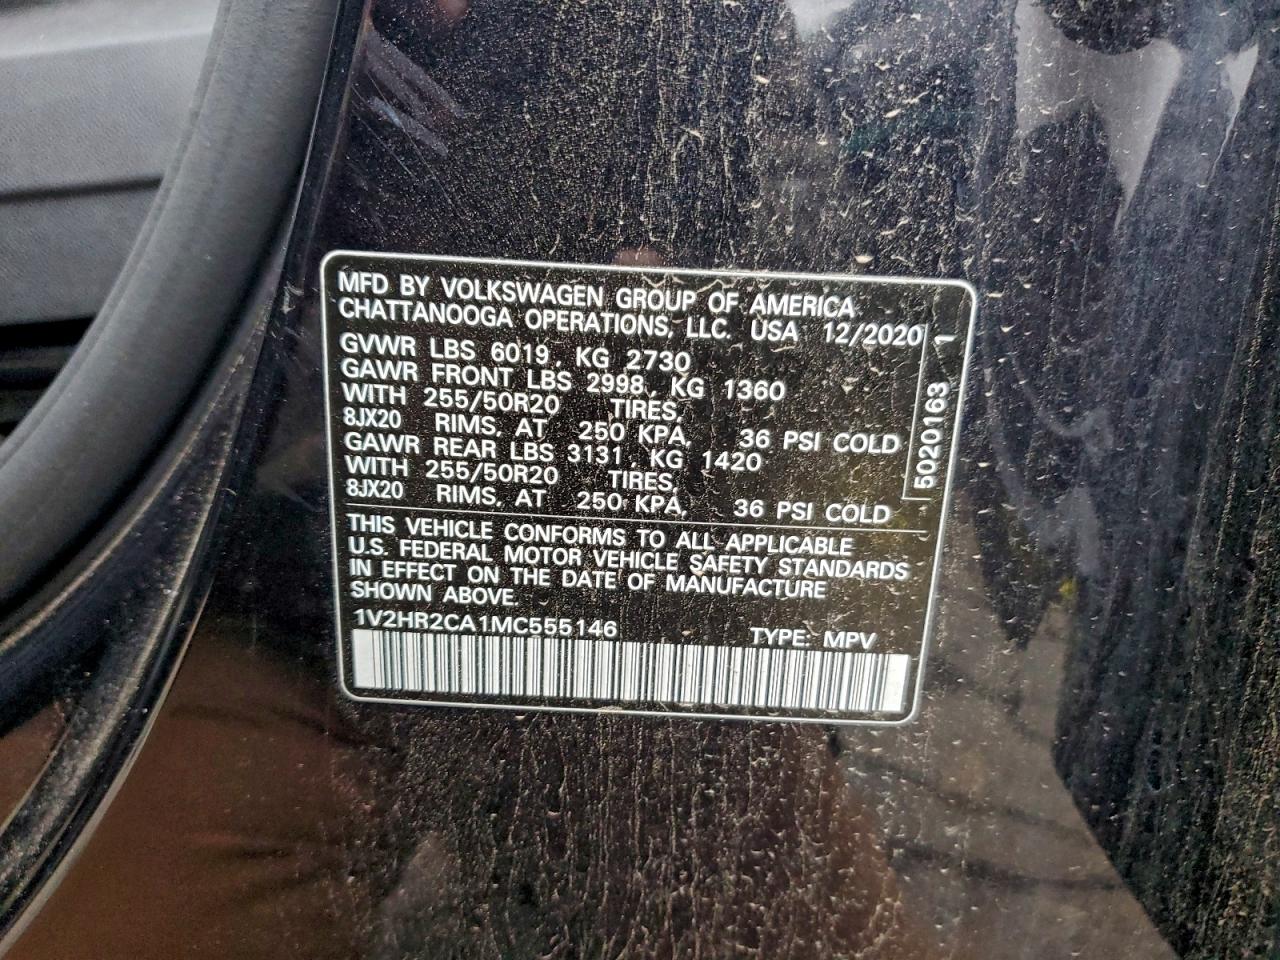 MFD BY VOLKSWAGEN GROUP OF AMERICA
CHATTANOOGA OPERATIONS, LLC. USA 12/2020
GVWR LBS 6019, KG 2730
GAWR FRONT LBS 2998, KG 1360
WITH 255/50R20 TIRES,
8JX20 RIMS. AT 250 KPA, 36 PSI COLD
GAWR REAR LBS 3131, KG 1420
WITH 255/50R20 TIRES,
8JX20 RIMS. AT 250 KPA, 36 PSI COLD
5020163 1
THIS VEHICLE CONFORMS TO ALL APPLICABLE
U.S. FEDERAL MOTOR VEHICLE SAFETY STANDARDS
IN EFFECT ON THE DATE OF MANUFACTURE
SHOWN ABOVE.
1V2HR2CA1MC555146 TYPE: MPV